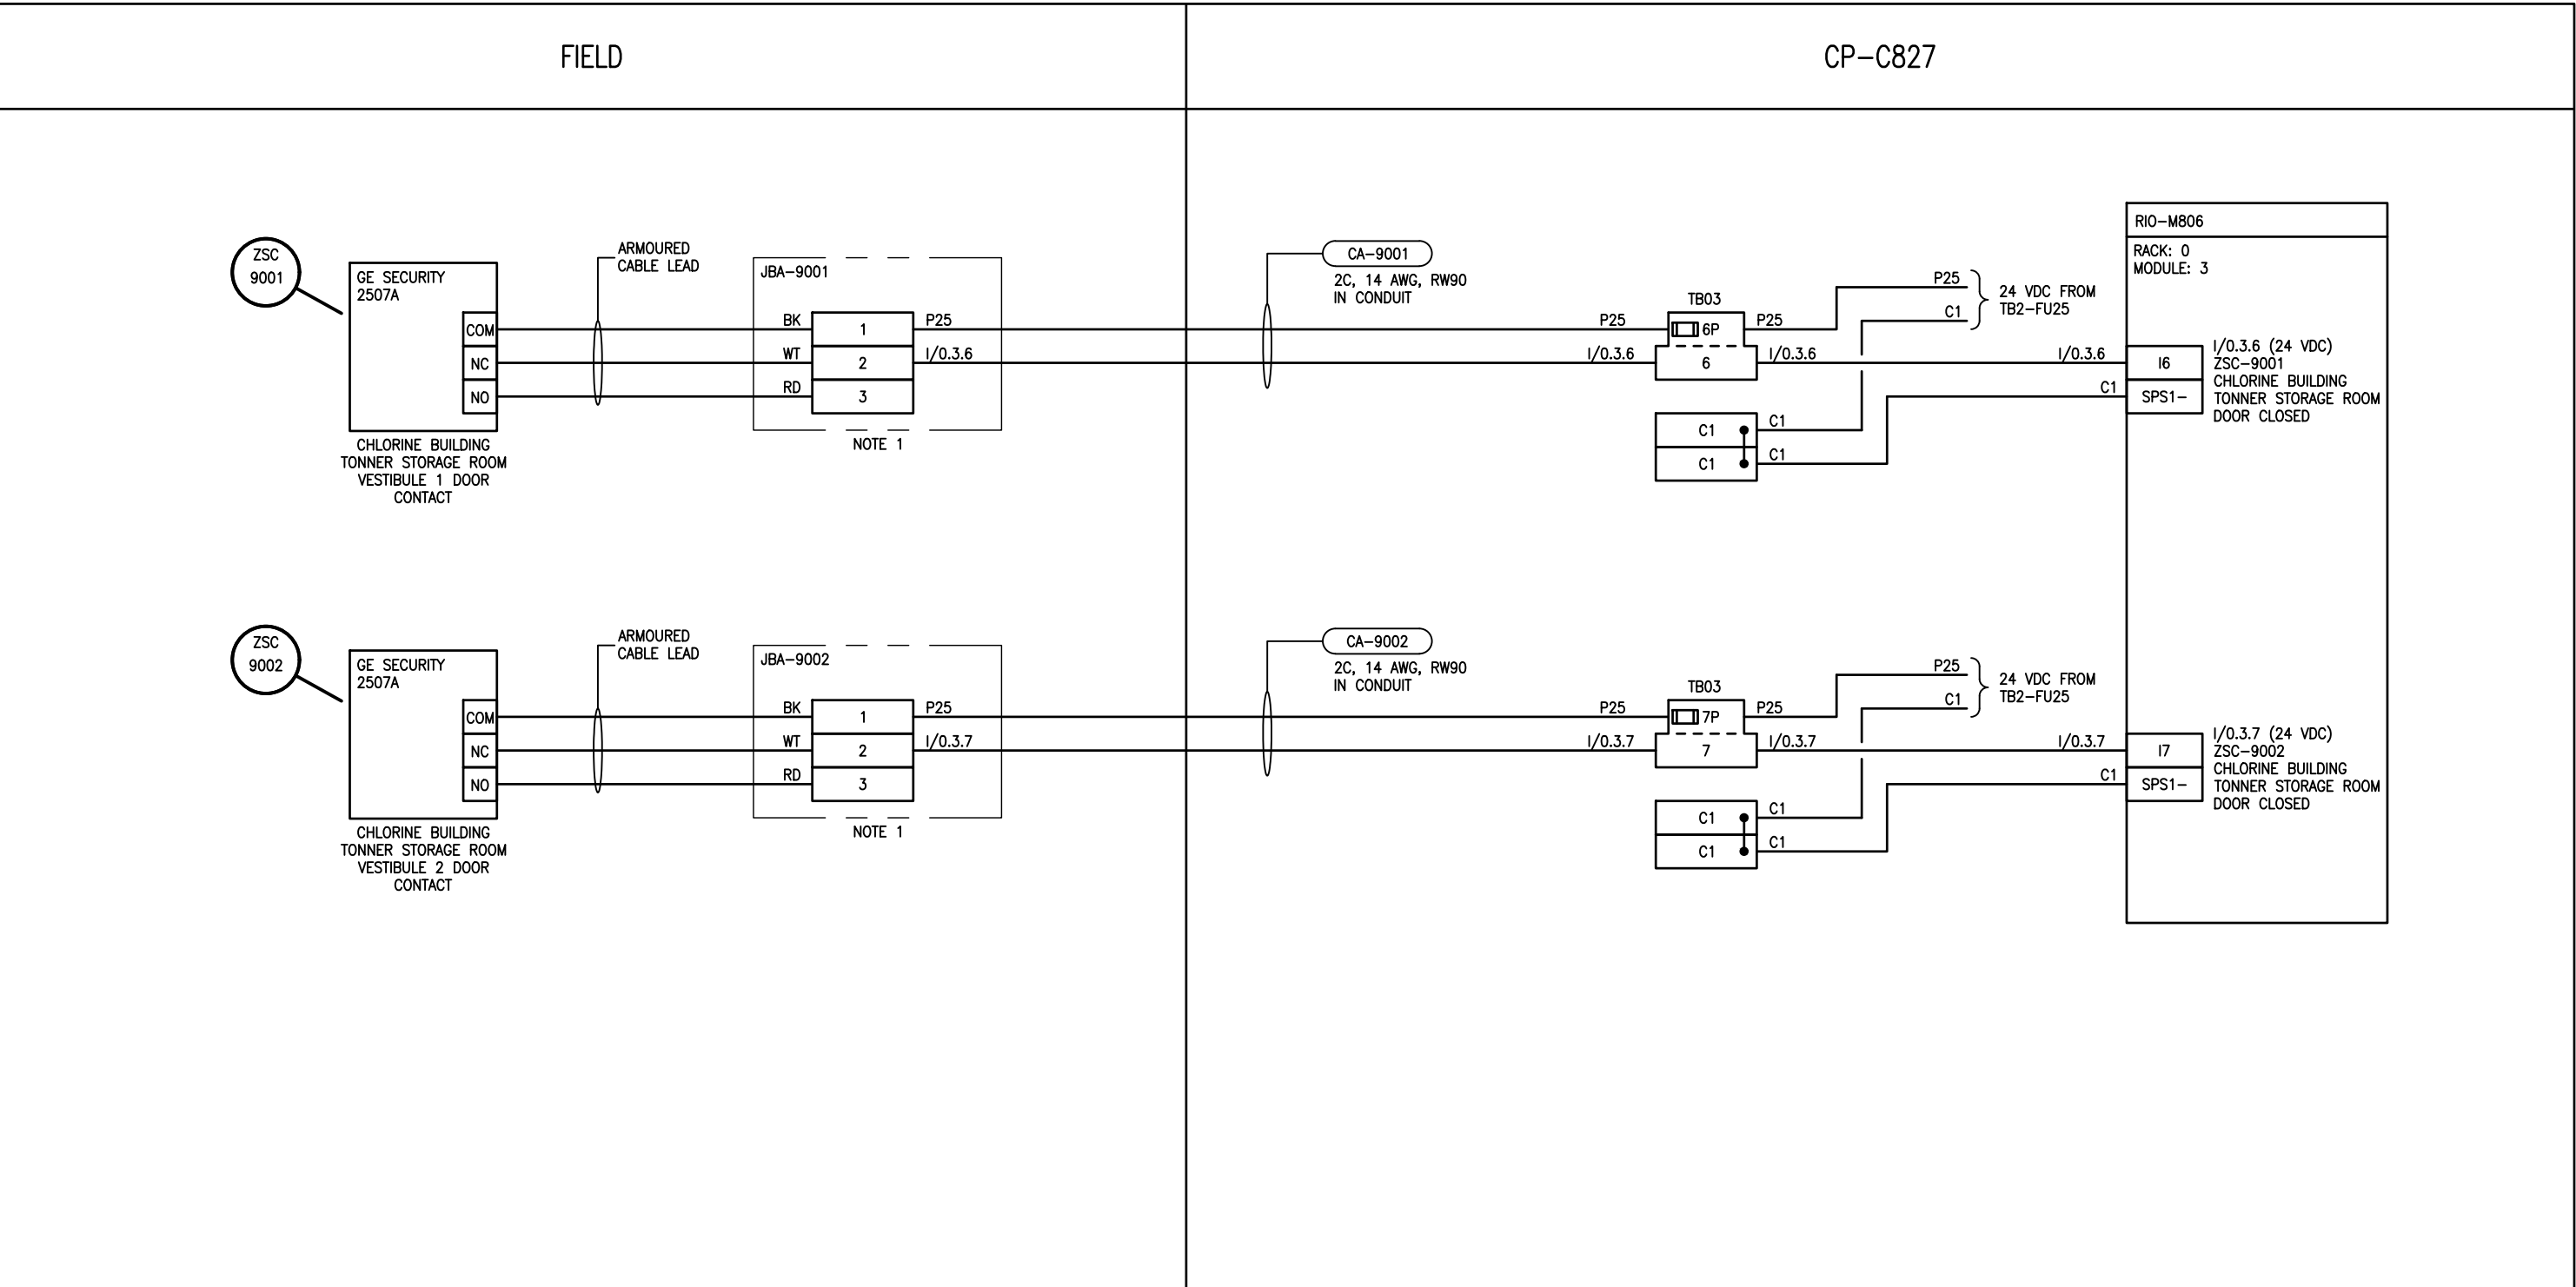 FIELD
CP-C827
ZSC
9001
GE SECURITY
2507A
COM
NC
NO
CHLORINE BUILDING
TONNER STORAGE ROOM
VESTIBULE 1 DOOR
CONTACT
ARMOURED
CABLE LEAD
BK
WT
RD
JBA-9001
1
2
3
P25
I/0.3.6
NOTE 1
CA-9001
2C, 14 AWG, RW90
IN CONDUIT
P25
I/0.3.6
TB03
6P
6
P25
I/0.3.6
C1
C1
C1
C1
P25
C1
24 VDC FROM
TB2-FU25
I/0.3.6
C1
RIO-M806
RACK: 0
MODULE: 3
I6
SPS1-
I/0.3.6 (24 VDC)
ZSC-9001
CHLORINE BUILDING
TONNER STORAGE ROOM
DOOR CLOSED
ZSC
9002
GE SECURITY
2507A
COM
NC
NO
CHLORINE BUILDING
TONNER STORAGE ROOM
VESTIBULE 2 DOOR
CONTACT
ARMOURED
CABLE LEAD
BK
WT
RD
JBA-9002
1
2
3
P25
I/0.3.7
NOTE 1
CA-9002
2C, 14 AWG, RW90
IN CONDUIT
P25
I/0.3.7
TB03
7P
7
P25
I/0.3.7
C1
C1
C1
C1
P25
C1
24 VDC FROM
TB2-FU25
I/0.3.7
C1
I7
SPS1-
I/0.3.7 (24 VDC)
ZSC-9002
CHLORINE BUILDING
TONNER STORAGE ROOM
DOOR CLOSED